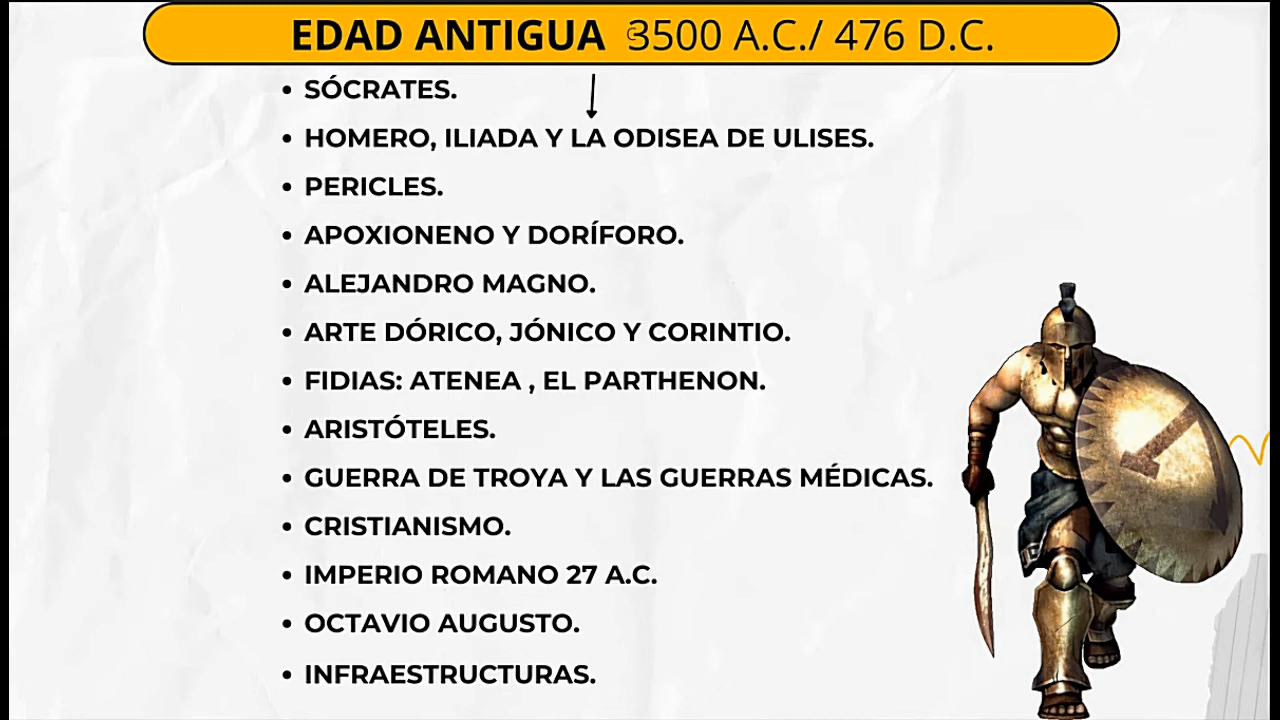 EDAD ANTIGUA 3500 A.C./ 476 D.C.
• SÓCRATES.
• HOMERO, ILIADA Y LA ODISEA DE ULISES.
• PERICLES.
• APOXIONENO Y DORÍFORO.
• ALEJANDRO MAGNO.
• ARTE DÓRICO, JÓNICO Y CORINTIO.
• FIDIAS: ATENEA , EL PARTHENON.
• ARISTÓTELES.
• GUERRA DE TROYA Y LAS GUERRAS MÉDICAS.
• CRISTIANISMO.
• IMPERIO ROMANO 27 A.C.
• OCTAVIO AUGUSTO.
• INFRAESTRUCTURAS.